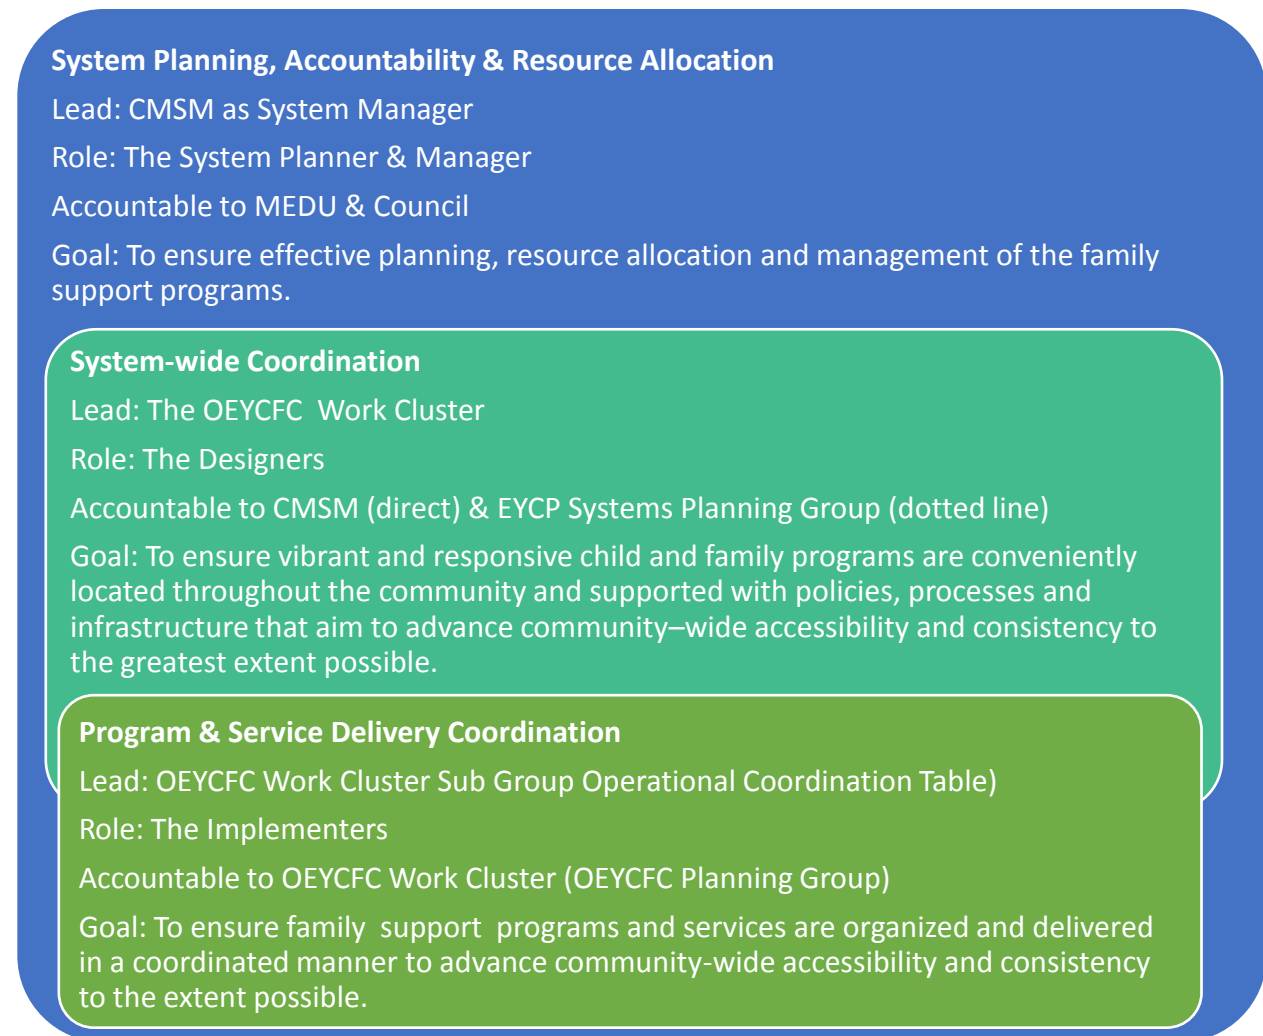 System Planning, Accountability & Resource Allocation
Lead: CMSM as System Manager
Role: The System Planner & Manager
Accountable to MEDU & Council
Goal: To ensure effective planning, resource allocation and management of the family
support programs.
System-wide Coordination
Lead: The OEYCFC  Work Cluster
Role: The Designers
Accountable to CMSM (direct) & EYCP Systems Planning Group (dotted line)
Goal: To ensure vibrant and responsive child and family programs are conveniently
located throughout the community and supported with policies, processes and
infrastructure that aim to advance community–wide accessibility and consistency to
the greatest extent possible.
Program & Service Delivery Coordination
Lead: OEYCFC Work Cluster Sub Group Operational Coordination Table)
Role: The Implementers
Accountable to OEYCFC Work Cluster (OEYCFC Planning Group)
Goal: To ensure family  support  programs and services are organized and delivered
in a coordinated manner to advance community-wide accessibility and consistency
to the extent possible.